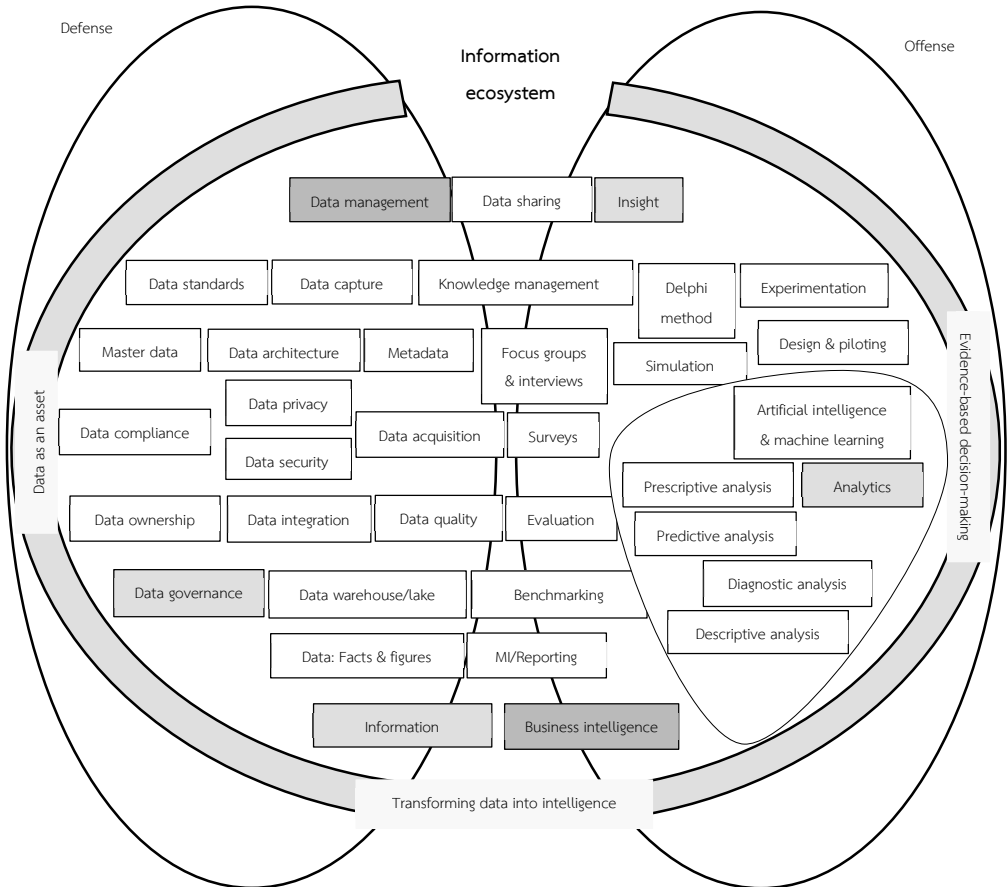 Defense
Offense
Information
ecosystem
Data management
Data sharing
Insight
Data standards
Data capture
Knowledge management
Delphi
method
Experimentation
Master data
Data architecture
Metadata
Focus groups
& interviews
Simulation
Design & piloting
Data privacy
Data compliance
Data acquisition
Surveys
Data security
Artificial intelligence
& machine learning
Prescriptive analysis
Analytics
Data ownership
Data integration
Data quality
Evaluation
Predictive analysis
Data governance
Data warehouse/lake
Benchmarking
Diagnostic analysis
Data: Facts & figures
MI/Reporting
Descriptive analysis
Information
Business intelligence
Data as an asset
Evidence-based decision-making
Transforming data into intelligence